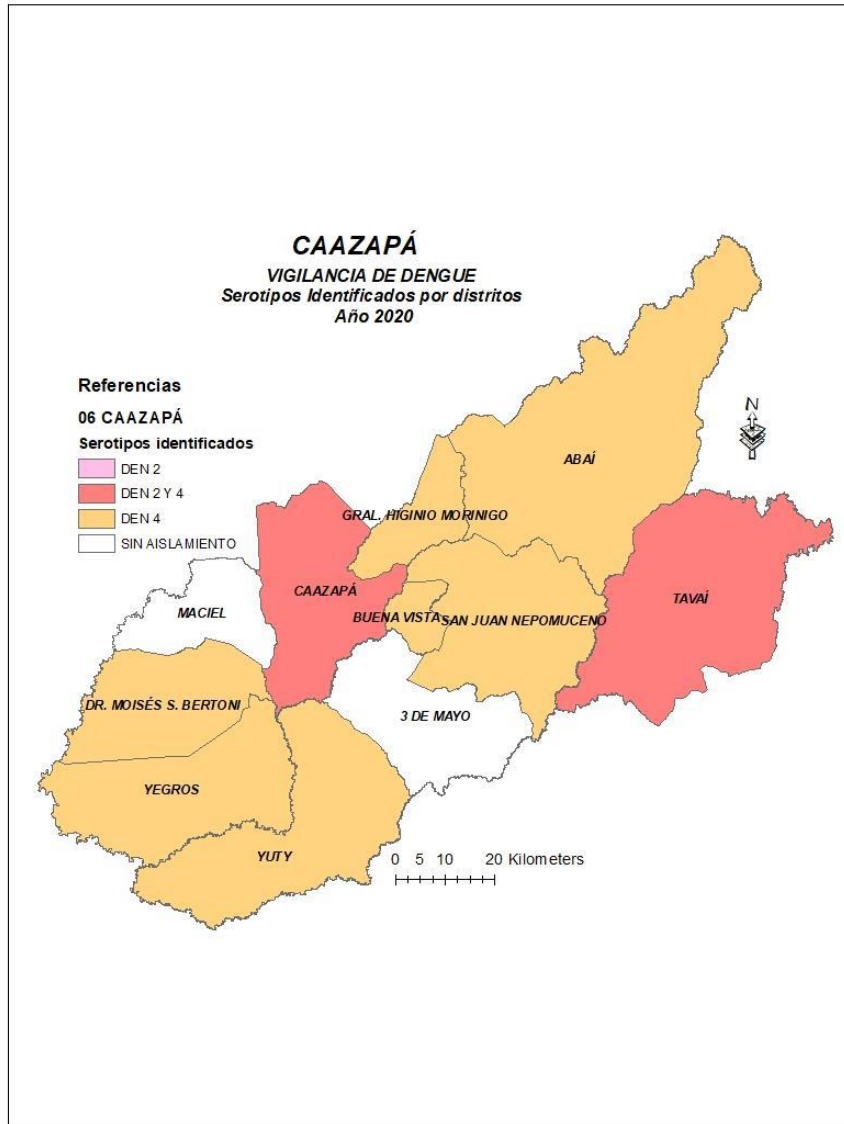 CAAZAPÁ
VIGILANCIA DE DENGUE
Serotipos Identificados por distritos
Año 2020
Referencias
06 CAAZAPÁ
Serotipos identificados
DEN 2
DEN 2 Y 4
DEN 4
SIN AISLAMIENTO
N
ABAÍ
GRAL. HIGINIO MORINIGO
TAVAÍ
CAAZAPÁ
MACIEL
BUENA VISTA
SAN JUAN NEPOMUCENO
DR. MOISÉS S. BERTONI
3 DE MAYO
YEGROS
YUTY
0 5 10 20 Kilometers